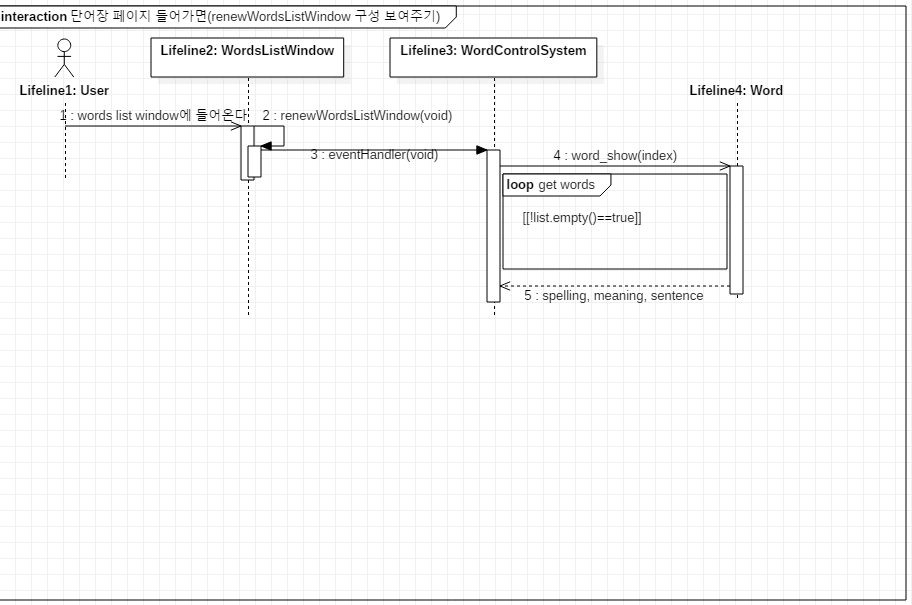 interaction 단어장 페이지 들어가면(renewWordsListWindow 구성 보여주기)
Lifeline2: WordsListWindow
Lifeline3: WordControlSystem
Lifeline1: User
Lifeline4: Word
1 : words list window에 들어온다
2 : renewWordsListWindow(void)
3 : eventHandler(void)
4 : word_show(index)
loop get words
[[!list.empty()==true]]
5 : spelling, meaning, sentence